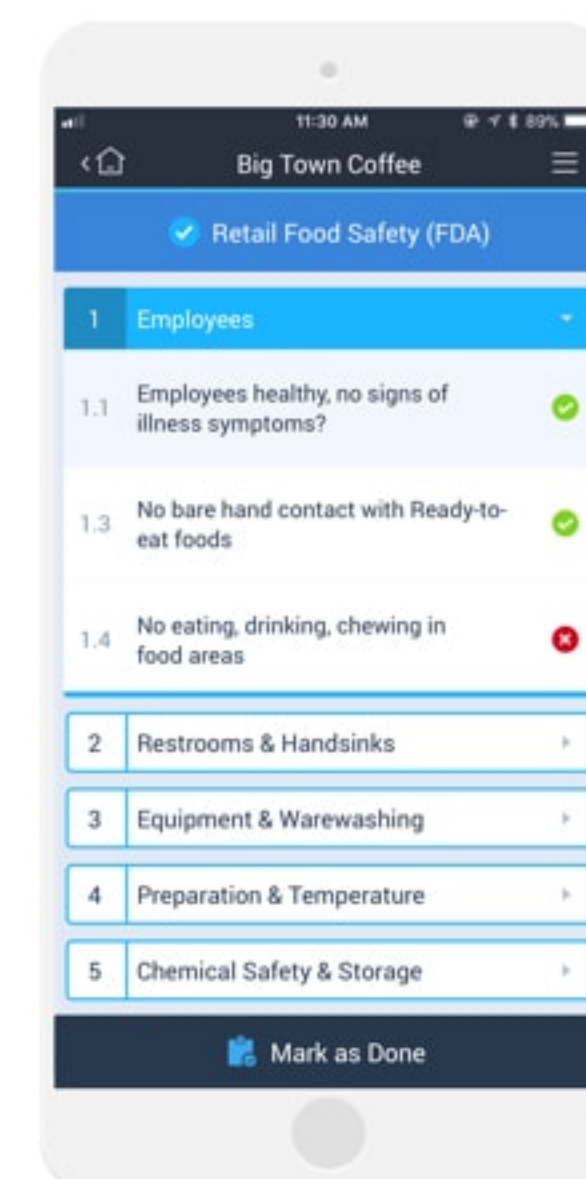 11:30 AM
89%
Big Town Coffee
Retail Food Safety (FDA)
1 Employees
1.1 Employees healthy, no signs of
illness symptoms?
1.3 No bare hand contact with Ready-to-
eat foods
1.4 No eating, drinking, chewing in
food areas
2 Restrooms & Handsinks
3 Equipment & Warewashing
4 Preparation & Temperature
5 Chemical Safety & Storage
Mark as Done